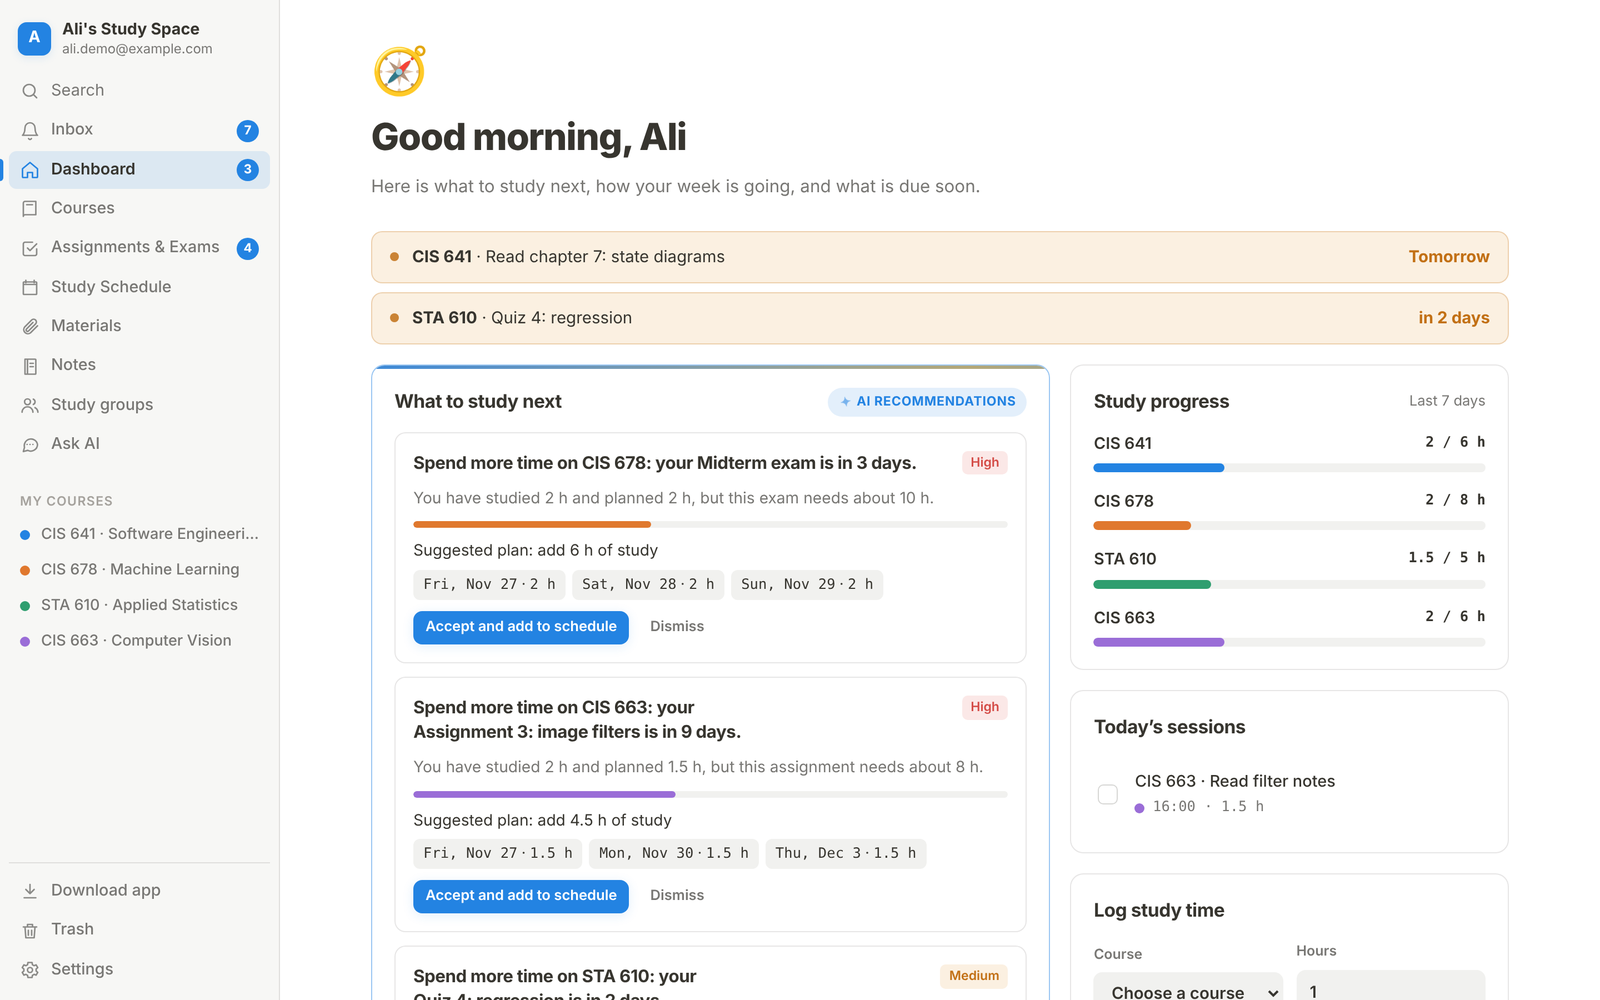 A
Ali's Study Space
ali.demo@example.com
Search
Inbox 7
Dashboard 3
Courses
Assignments & Exams 4
Study Schedule
Materials
Notes
Study groups
Ask AI
MY COURSES
CIS 641 · Software Engineeri...
CIS 678 · Machine Learning
STA 610 · Applied Statistics
CIS 663 · Computer Vision
Download app
Trash
Settings
Good morning, Ali
Here is what to study next, how your week is going, and what is due soon.
CIS 641 · Read chapter 7: state diagrams Tomorrow
STA 610 · Quiz 4: regression in 2 days
What to study next AI RECOMMENDATIONS
Spend more time on CIS 678: your Midterm exam is in 3 days. High
You have studied 2 h and planned 2 h, but this exam needs about 10 h.
Suggested plan: add 6 h of study
Fri, Nov 27 · 2 h Sat, Nov 28 · 2 h Sun, Nov 29 · 2 h
Accept and add to schedule Dismiss
Spend more time on CIS 663: your High
Assignment 3: image filters is in 9 days.
You have studied 2 h and planned 1.5 h, but this assignment needs about 8 h.
Suggested plan: add 4.5 h of study
Fri, Nov 27 · 1.5 h Mon, Nov 30 · 1.5 h Thu, Dec 3 · 1.5 h
Accept and add to schedule Dismiss
Spend more time on STA 610: your Medium
Quiz 4: regression is in 2 days.
Study progress Last 7 days
CIS 641 2 / 6 h
CIS 678 2 / 8 h
STA 610 1.5 / 5 h
CIS 663 2 / 6 h
Today's sessions
CIS 663 · Read filter notes
16:00 · 1.5 h
Log study time
Course Hours
Choose a course 1